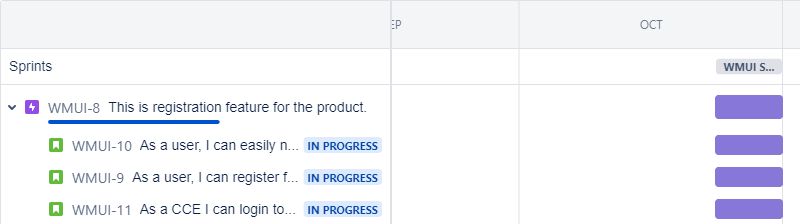 EP
OCT
Sprints
WMUI S...
WMUI-8 This is registration feature for the product.
WMUI-10 As a user, I can easily n... IN PROGRESS
WMUI-9 As a user, I can register f... IN PROGRESS
WMUI-11 As a CCE I can login to... IN PROGRESS